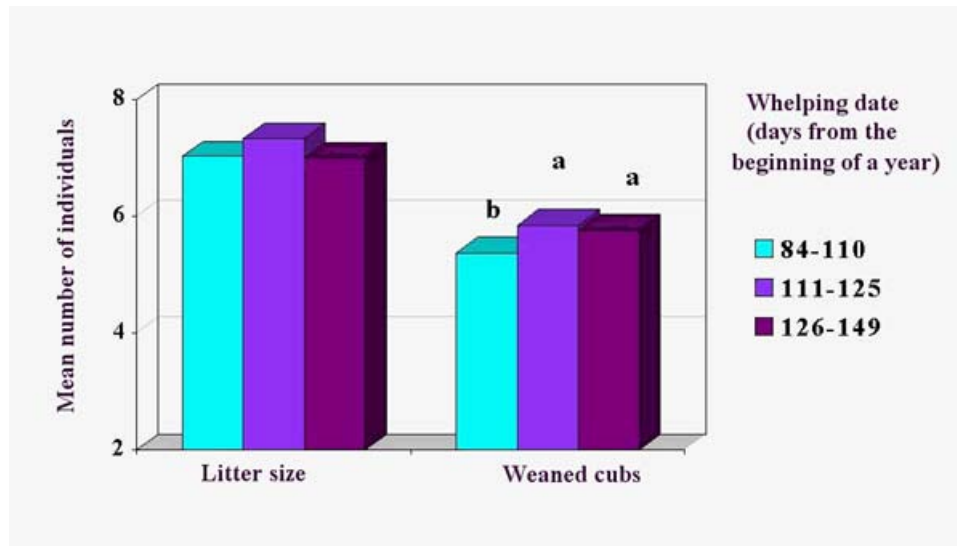 8
6
4
2
Mean number of individuals
b
a
a
Litter size
Weaned cubs
Whelping date
(days from the
beginning of a year)
84-110
111-125
126-149